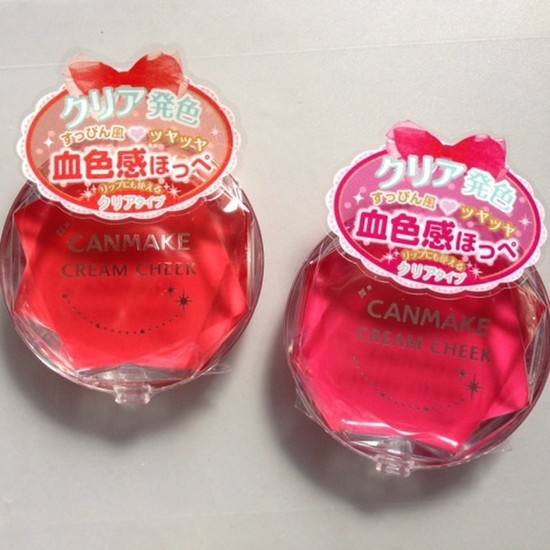 クリア発色
すっぴん風♥ツヤツヤ
血色感ほっぺ
リップにも使える
クリアタイプ
CANMAKE
CREAM CHEEK
クリア発色
すっぴん風♥ツヤツヤ
血色感ほっぺ
リップにも使える
クリアタイプ
CANMAKE
CREAM CHEEK